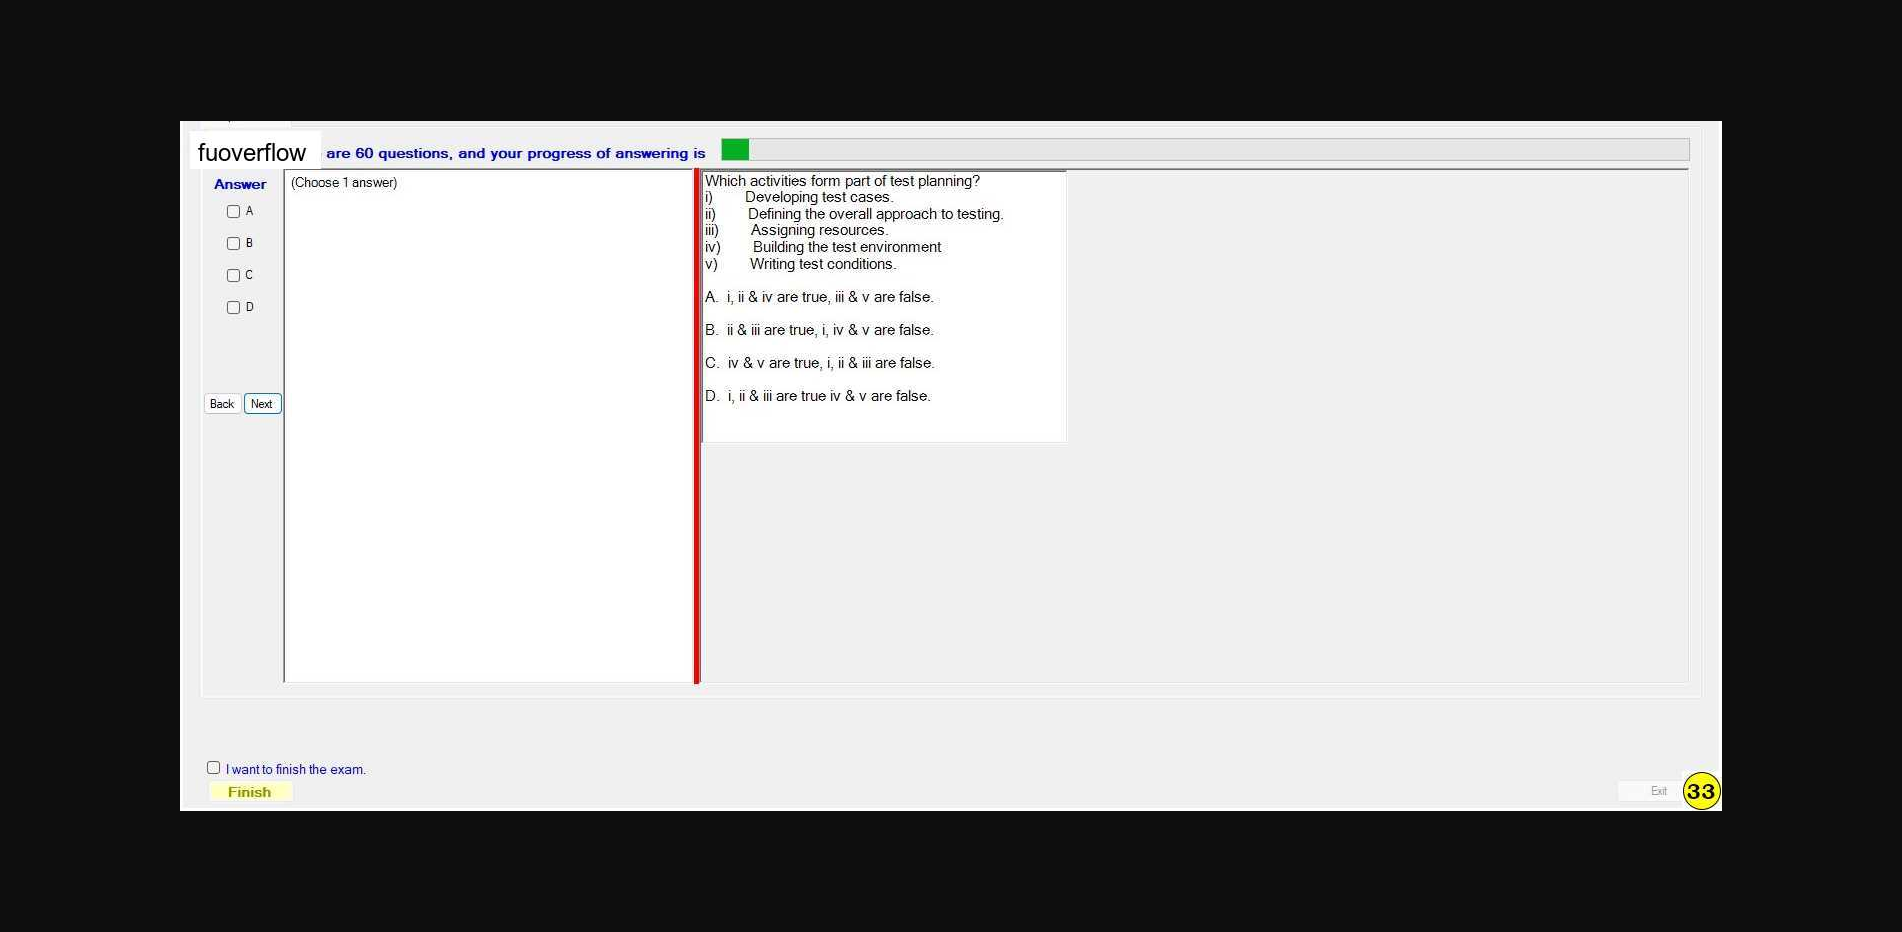 fuoverflow are 60 questions, and your progress of answering is
Answer
A
B
C
D
Back Next
(Choose 1 answer)
Which activities form part of test planning?
i) Developing test cases.
ii) Defining the overall approach to testing.
iii) Assigning resources.
iv) Building the test environment
v) Writing test conditions.
A. i, ii & iv are true, iii & v are false.
B. ii & iii are true, i, iv & v are false.
C. iv & v are true, i, ii & iii are false.
D. i, ii & iii are true iv & v are false.
I want to finish the exam.
Finish
Exit
33